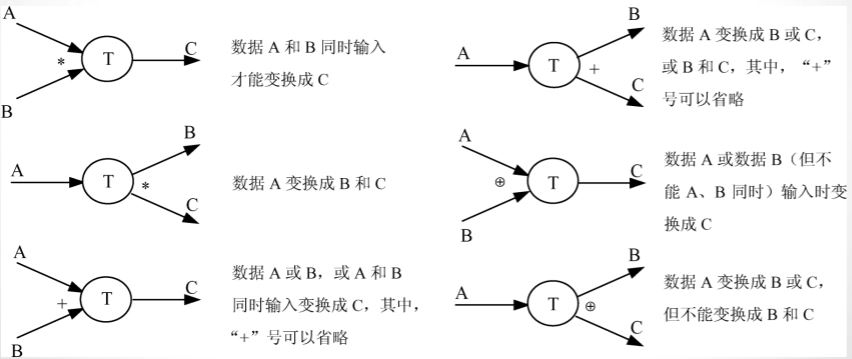 A
B
*
T
C
数据 A 和 B 同时输入
才能变换成 C
A
T
*
B
C
数据 A 变换成 B 和 C
A
B
+
T
C
数据 A 或 B，或 A 和 B
同时输入变换成 C，其中，
“+”号可以省略
A
T
+
B
C
数据 A 变换成 B 或 C，
或 B 和 C，其中，“+”
号可以省略
A
B
⊕
T
C
数据 A 或数据 B（但不
能 A、B 同时）输入时变
换成 C
A
T
⊕
B
C
数据 A 变换成 B 或 C，
但不能变换成 B 和 C